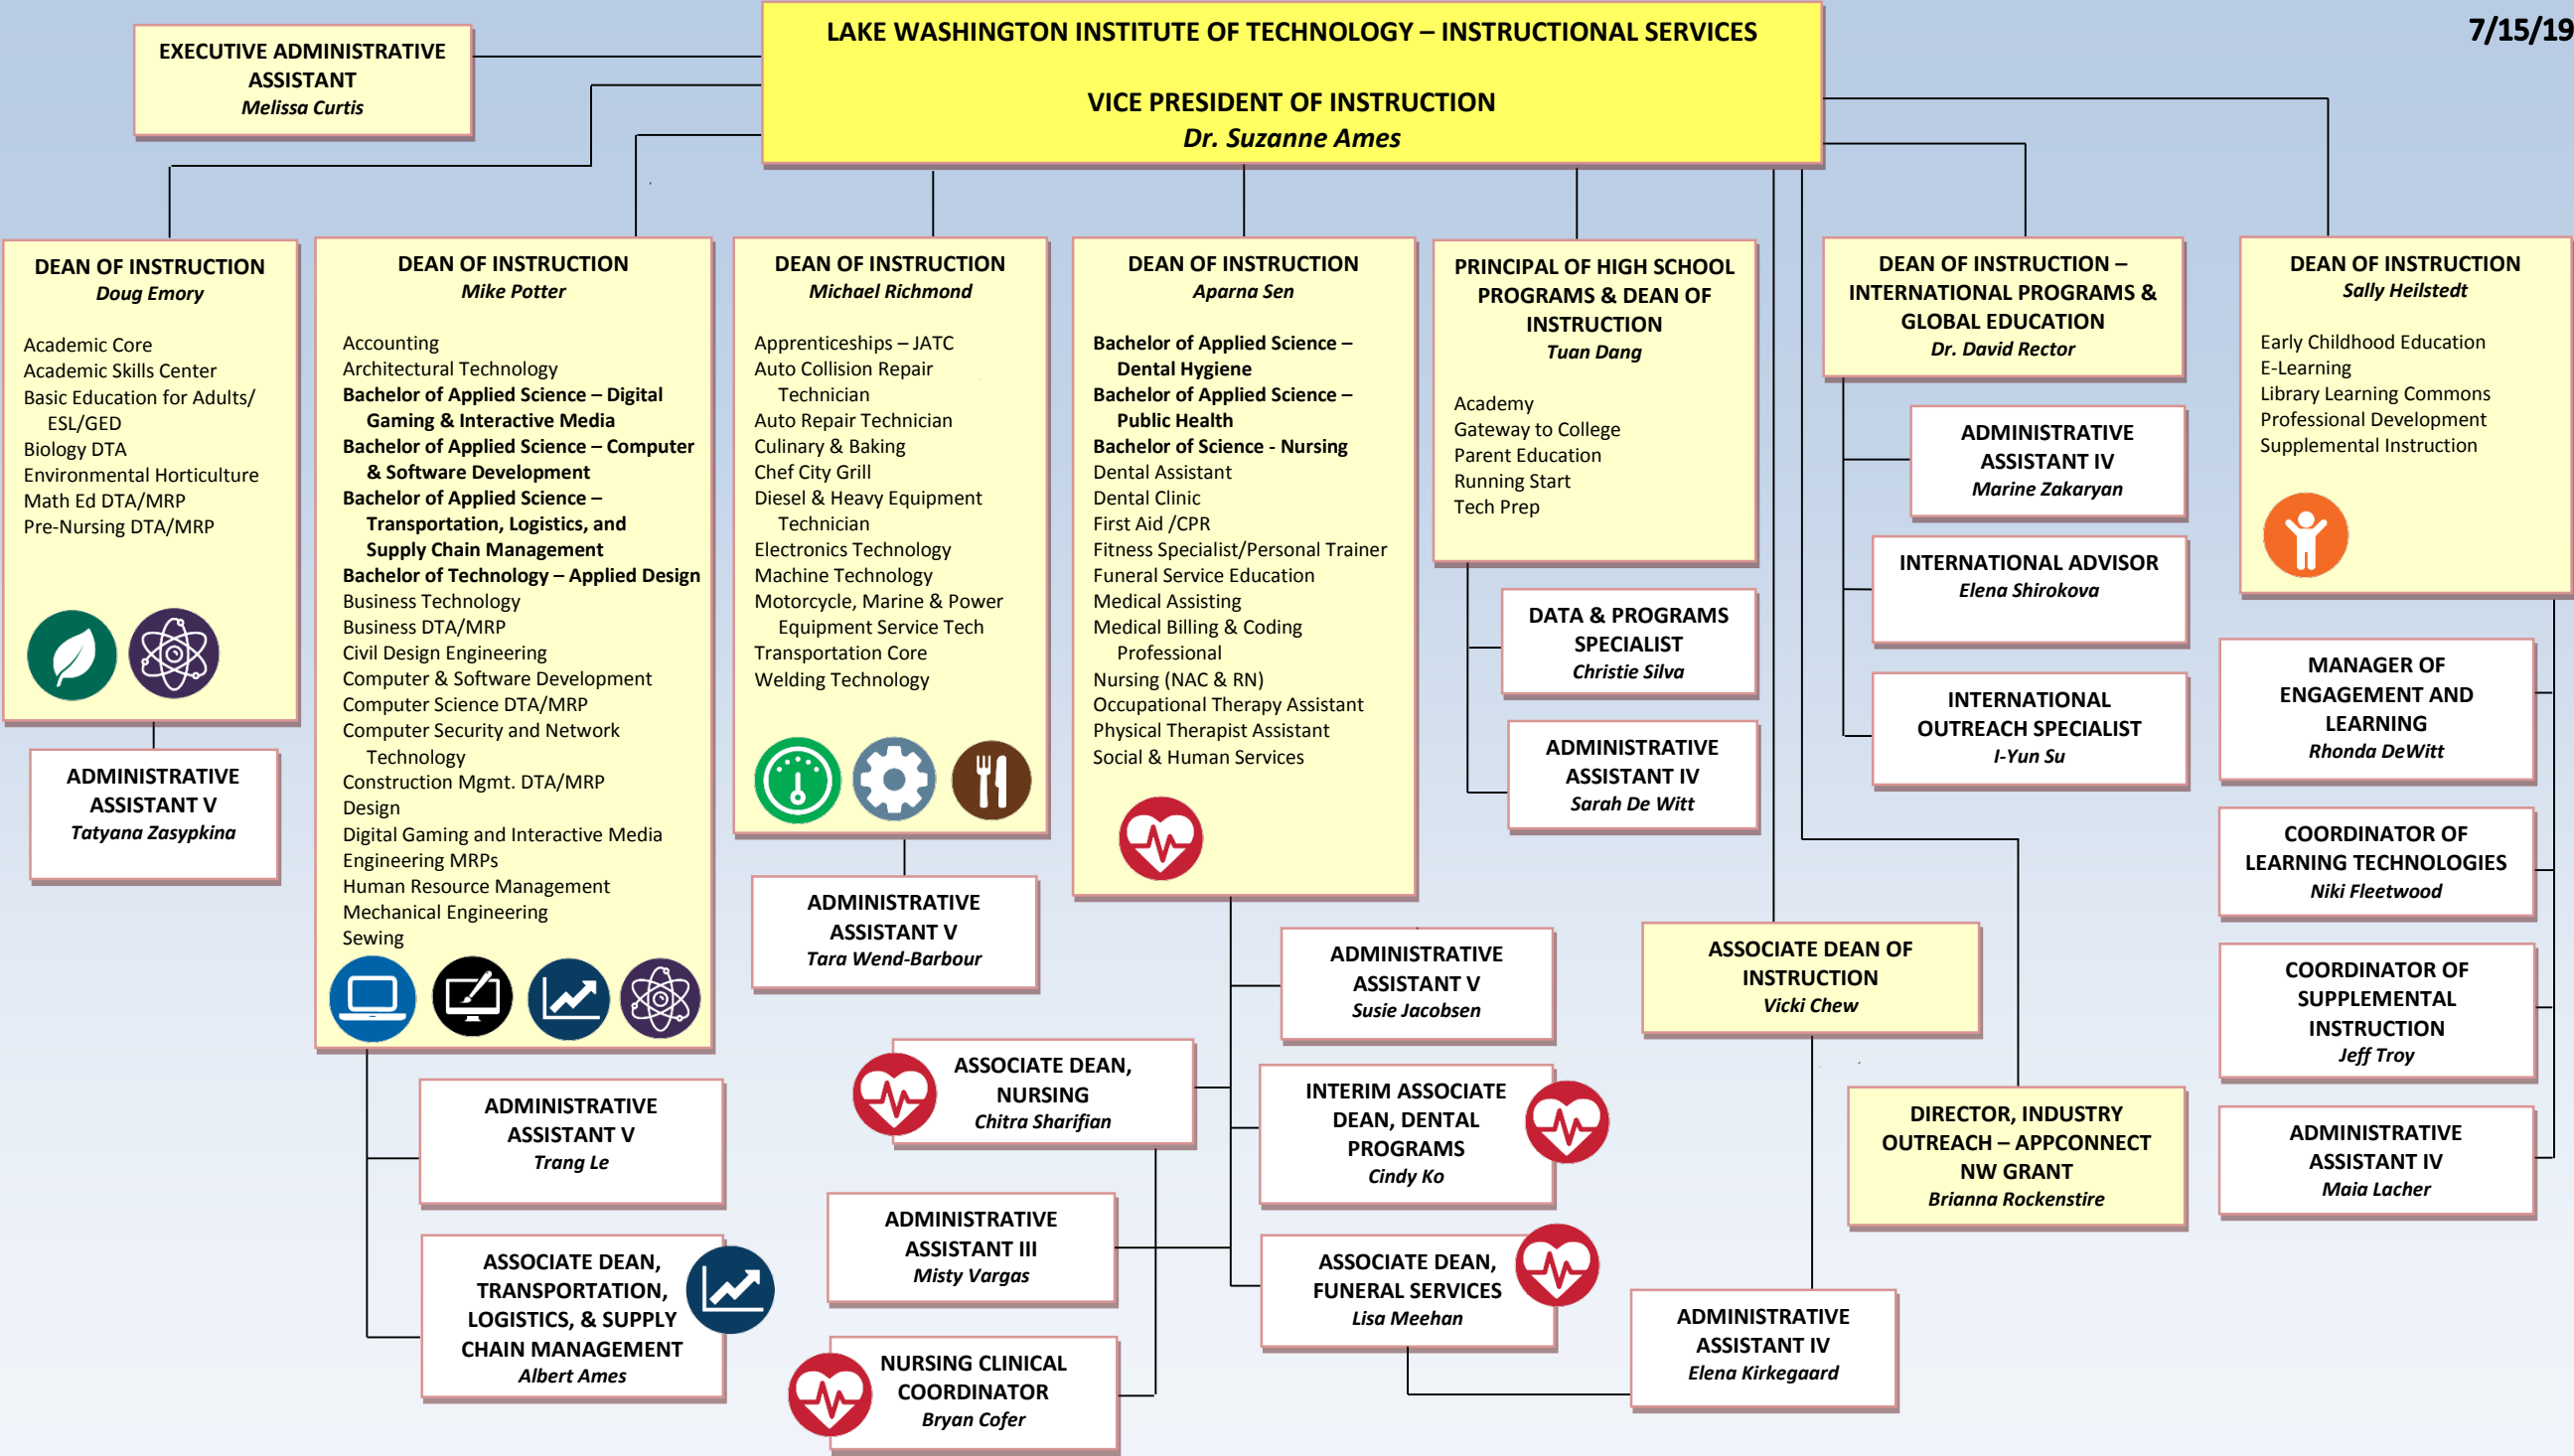 7/15/19
LAKE WASHINGTON INSTITUTE OF TECHNOLOGY – INSTRUCTIONAL SERVICES
VICE PRESIDENT OF INSTRUCTION
Dr. Suzanne Ames
EXECUTIVE ADMINISTRATIVE
ASSISTANT
Melissa Curtis
DEAN OF INSTRUCTION
Doug Emory
Academic Core
Academic Skills Center
Basic Education for Adults/
ESL/GED
Biology DTA
Environmental Horticulture
Math Ed DTA/MRP
Pre-Nursing DTA/MRP
ADMINISTRATIVE
ASSISTANT V
Tatyana Zasypkina
DEAN OF INSTRUCTION
Mike Potter
Accounting
Architectural Technology
Bachelor of Applied Science – Digital
Gaming & Interactive Media
Bachelor of Applied Science – Computer
& Software Development
Bachelor of Applied Science –
Transportation, Logistics, and
Supply Chain Management
Bachelor of Technology – Applied Design
Business Technology
Business DTA/MRP
Civil Design Engineering
Computer & Software Development
Computer Science DTA/MRP
Computer Security and Network
Technology
Construction Mgmt. DTA/MRP
Design
Digital Gaming and Interactive Media
Engineering MRPs
Human Resource Management
Mechanical Engineering
Sewing
ADMINISTRATIVE
ASSISTANT V
Trang Le
ASSOCIATE DEAN,
TRANSPORTATION,
LOGISTICS, & SUPPLY
CHAIN MANAGEMENT
Albert Ames
DEAN OF INSTRUCTION
Michael Richmond
Apprenticeships – JATC
Auto Collision Repair
Technician
Auto Repair Technician
Culinary & Baking
Chef City Grill
Diesel & Heavy Equipment
Technician
Electronics Technology
Machine Technology
Motorcycle, Marine & Power
Equipment Service Tech
Transportation Core
Welding Technology
ADMINISTRATIVE
ASSISTANT V
Tara Wend-Barbour
DEAN OF INSTRUCTION
Aparna Sen
Bachelor of Applied Science –
Dental Hygiene
Bachelor of Applied Science –
Public Health
Bachelor of Science - Nursing
Dental Assistant
Dental Clinic
First Aid /CPR
Fitness Specialist/Personal Trainer
Funeral Service Education
Medical Assisting
Medical Billing & Coding
Professional
Nursing (NAC & RN)
Occupational Therapy Assistant
Physical Therapist Assistant
Social & Human Services
ADMINISTRATIVE
ASSISTANT V
Susie Jacobsen
ASSOCIATE DEAN,
NURSING
Chitra Sharifian
INTERIM ASSOCIATE
DEAN, DENTAL
PROGRAMS
Cindy Ko
ADMINISTRATIVE
ASSISTANT III
Misty Vargas
ASSOCIATE DEAN,
FUNERAL SERVICES
Lisa Meehan
NURSING CLINICAL
COORDINATOR
Bryan Cofer
PRINCIPAL OF HIGH SCHOOL
PROGRAMS & DEAN OF
INSTRUCTION
Tuan Dang
Academy
Gateway to College
Parent Education
Running Start
Tech Prep
DATA & PROGRAMS
SPECIALIST
Christie Silva
ADMINISTRATIVE
ASSISTANT IV
Sarah De Witt
ASSOCIATE DEAN OF
INSTRUCTION
Vicki Chew
ADMINISTRATIVE
ASSISTANT IV
Elena Kirkegaard
DIRECTOR, INDUSTRY
OUTREACH – APPCONNECT
NW GRANT
Brianna Rockenstire
DEAN OF INSTRUCTION –
INTERNATIONAL PROGRAMS &
GLOBAL EDUCATION
Dr. David Rector
ADMINISTRATIVE
ASSISTANT IV
Marine Zakaryan
INTERNATIONAL ADVISOR
Elena Shirokova
INTERNATIONAL
OUTREACH SPECIALIST
I-Yun Su
DEAN OF INSTRUCTION
Sally Heilstedt
Early Childhood Education
E-Learning
Library Learning Commons
Professional Development
Supplemental Instruction
MANAGER OF
ENGAGEMENT AND
LEARNING
Rhonda DeWitt
COORDINATOR OF
LEARNING TECHNOLOGIES
Niki Fleetwood
COORDINATOR OF
SUPPLEMENTAL
INSTRUCTION
Jeff Troy
ADMINISTRATIVE
ASSISTANT IV
Maia Lacher